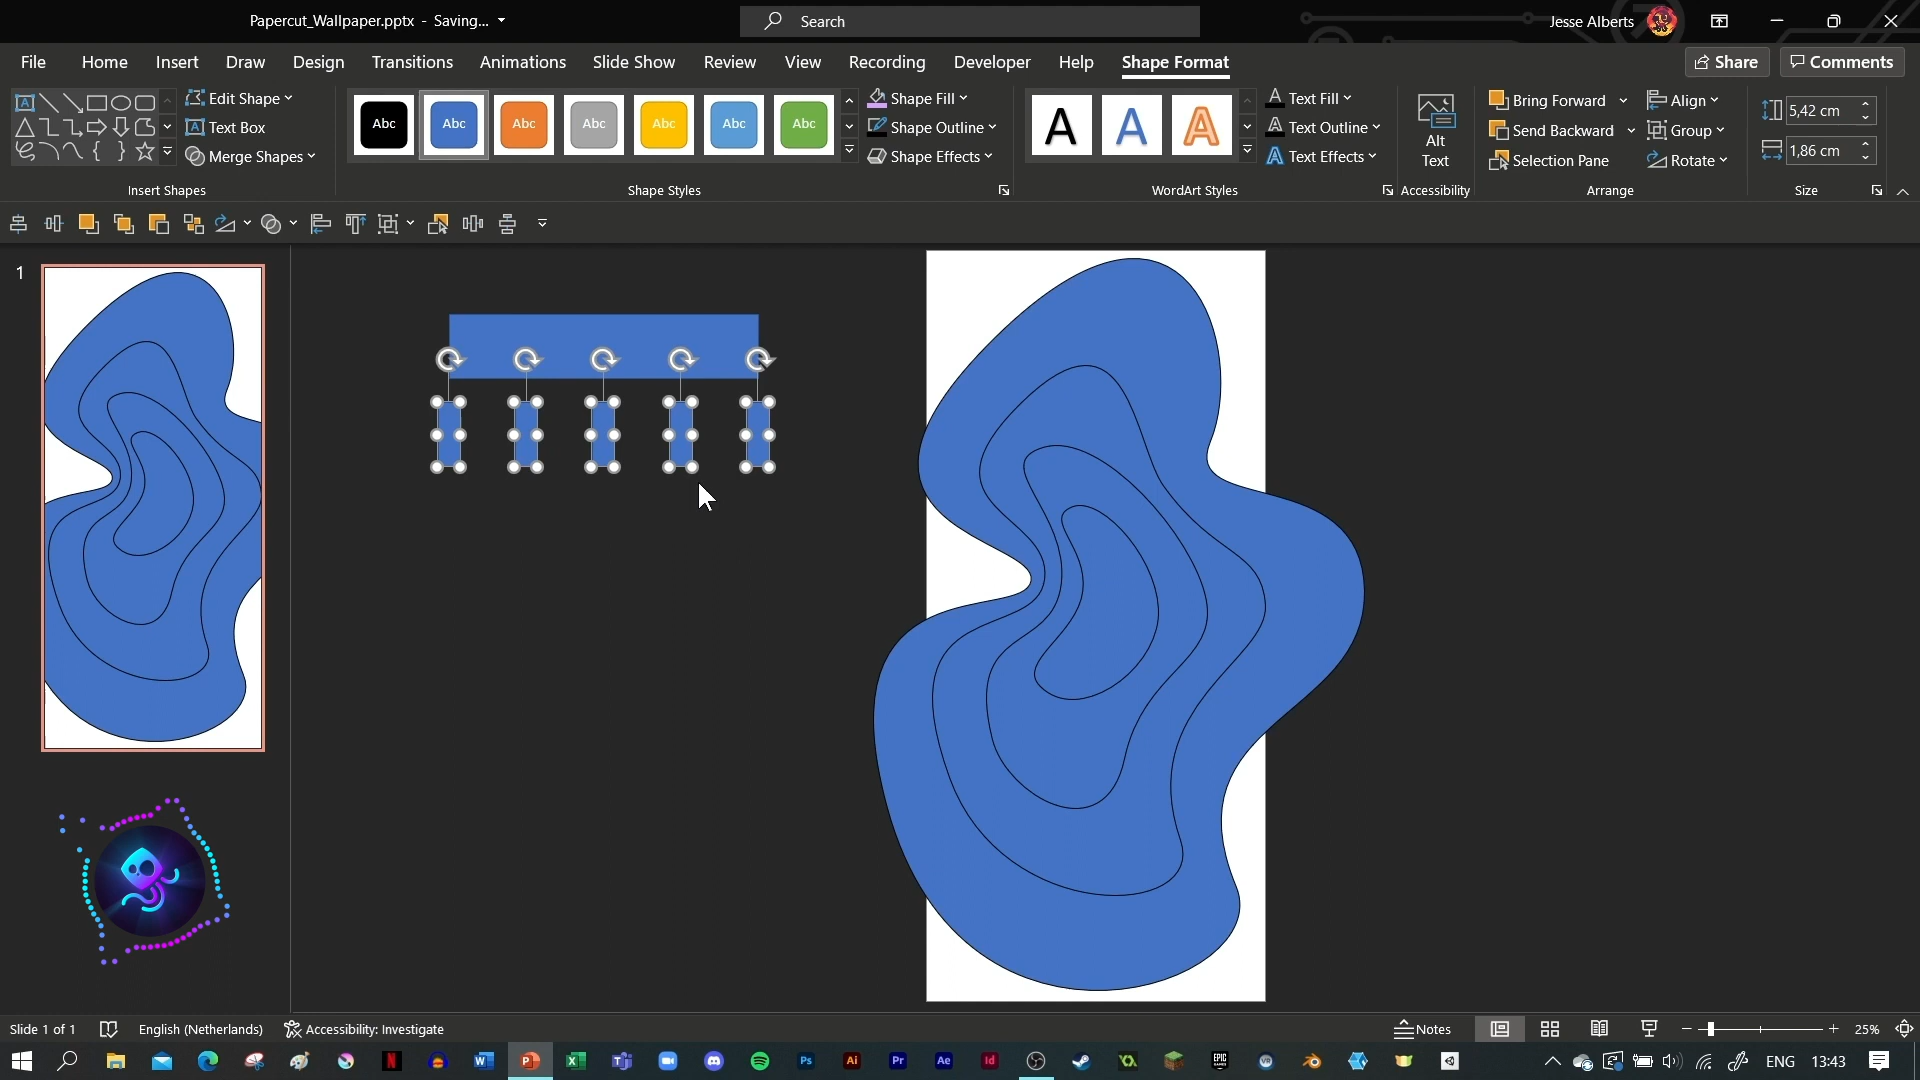 Papercut_Wallpaper.pptx - Saving...
Search
Jesse Alberts
File Home Insert Draw Design Transitions Animations Slide Show Review View Recording Developer Help Shape Format
Share Comments
Edit Shape
Text Box
Merge Shapes
Insert Shapes
Abc Abc Abc Abc Abc Abc Abc
Shape Fill
Shape Outline
Shape Effects
Shape Styles
A A A
Text Fill
Text Outline
Text Effects
WordArt Styles
Alt
Text
Accessibility
Bring Forward
Send Backward
Selection Pane
Align
Group
Rotate
Arrange
5,42 cm
1,86 cm
Size
1
Slide 1 of 1 English (Netherlands) Accessibility: Investigate
Notes
25%
ENG 13:43